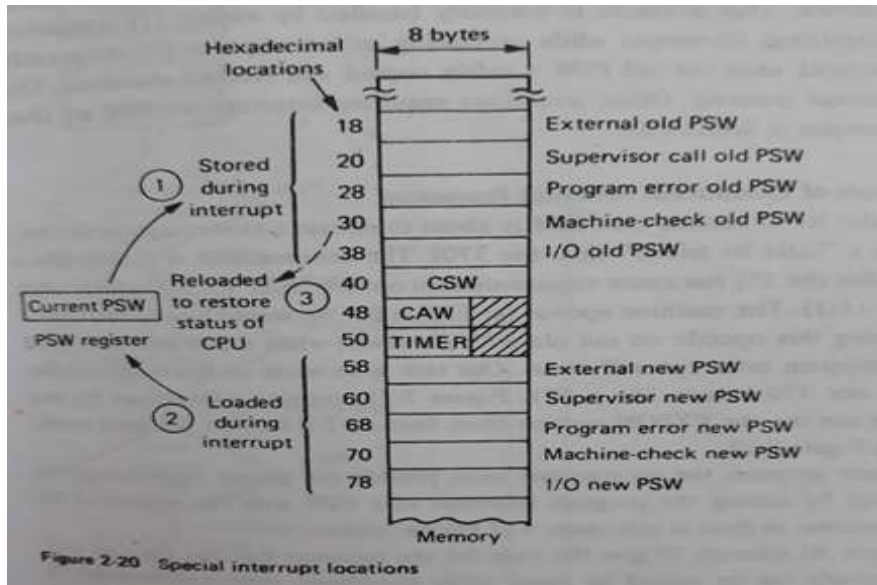 8 bytes
Hexadecimal
locations
18 External old PSW
20 Supervisor call old PSW
28 Program error old PSW
30 Machine-check old PSW
38 I/O old PSW
40 CSW
48 CAW
50 TIMER
58 External new PSW
60 Supervisor new PSW
68 Program error new PSW
70 Machine-check new PSW
78 I/O new PSW
Memory
1 Stored
during
interrupt
3 Reloaded
to restore
status of
CPU
Current PSW
PSW register
2 Loaded
during
interrupt
Figure 2-20 Special interrupt locations